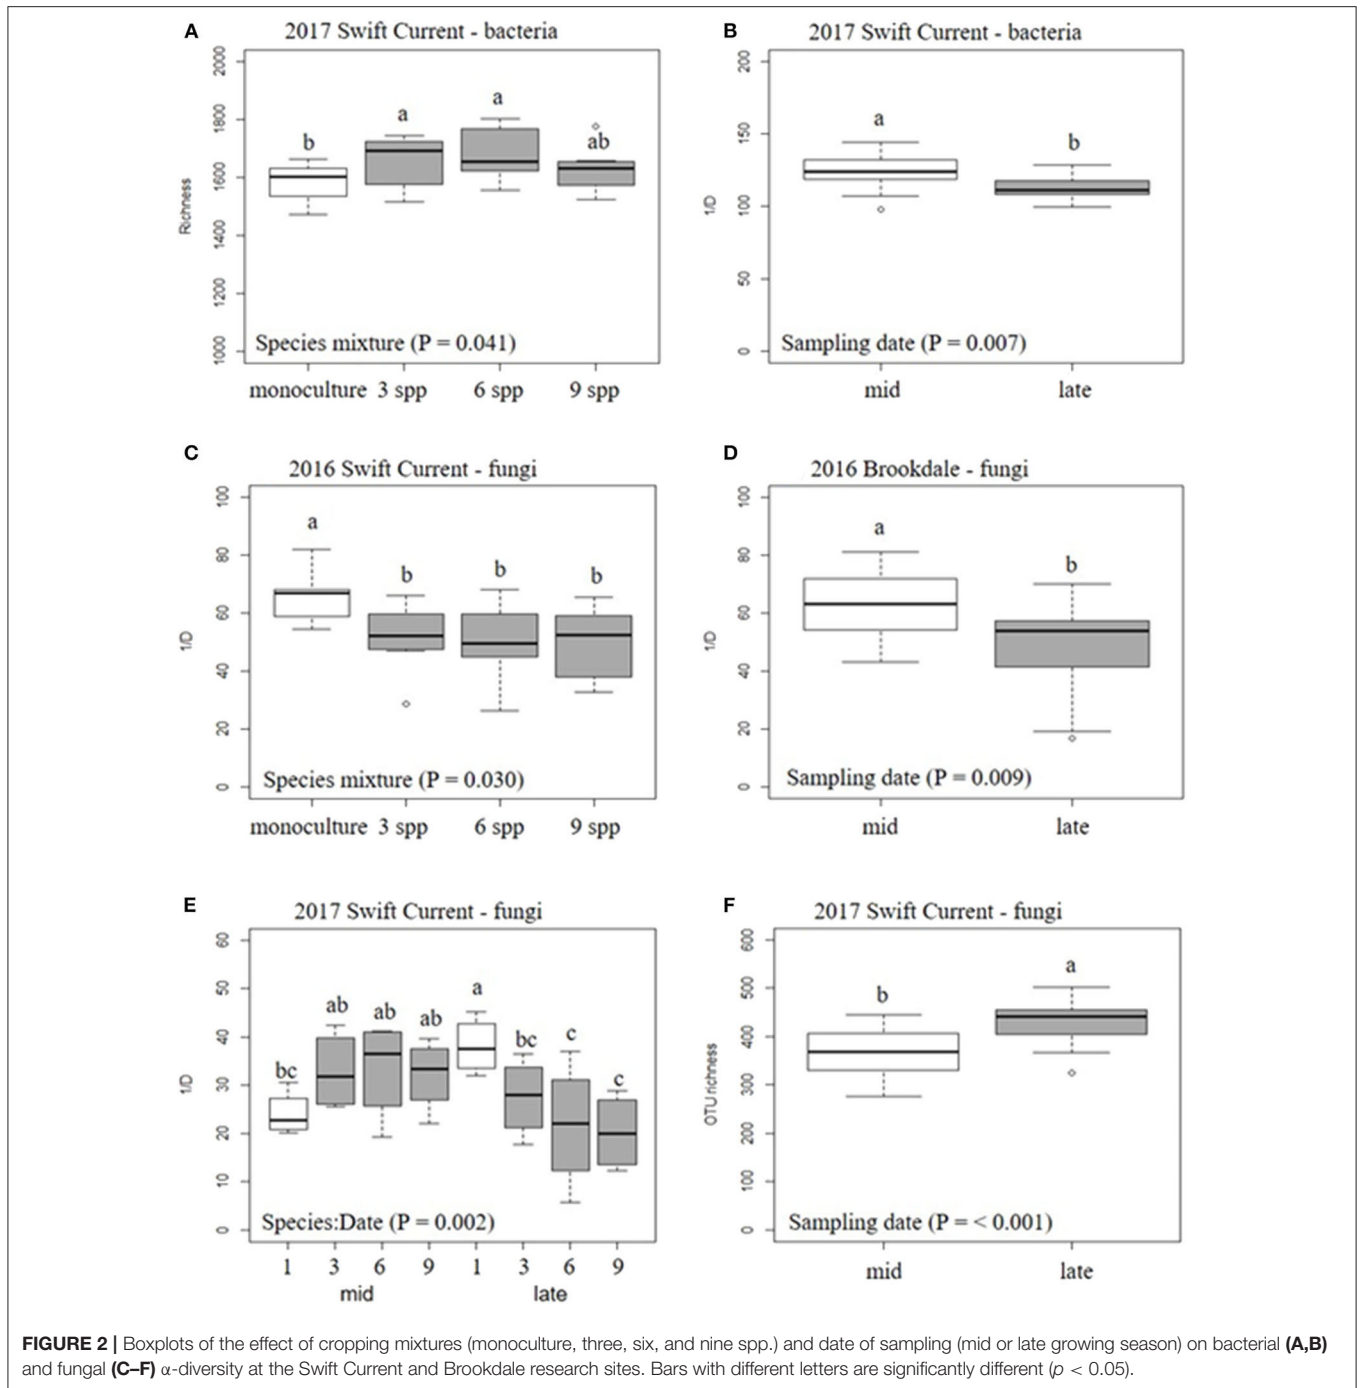 A
2017 Swift Current - bacteria
Richness
2000
1800
1600
1400
1200
1000
b
a
a
ab
Species mixture (P = 0.041)
monoculture 3 spp 6 spp 9 spp
B
2017 Swift Current - bacteria
1/D
200
150
100
50
0
a
b
Sampling date (P = 0.007)
mid late
C
2016 Swift Current - fungi
1/D
100
80
60
40
20
0
a
b
b
b
Species mixture (P = 0.030)
monoculture 3 spp 6 spp 9 spp
D
2016 Brookdale - fungi
1/D
100
80
60
40
20
0
a
b
Sampling date (P = 0.009)
mid late
E
2017 Swift Current - fungi
1/D
60
50
40
30
20
10
0
bc
ab
ab
ab
a
bc
c
c
Species:Date (P = 0.002)
1 3 6 9 1 3 6 9
mid late
F
2017 Swift Current - fungi
OTU richness
600
500
400
300
200
100
0
b
a
Sampling date (P = < 0.001)
mid late
FIGURE 2 | Boxplots of the effect of cropping mixtures (monoculture, three, six, and nine spp.) and date of sampling (mid or late growing season) on bacterial (A,B)
and fungal (C–F) α-diversity at the Swift Current and Brookdale research sites. Bars with different letters are significantly different (p < 0.05).